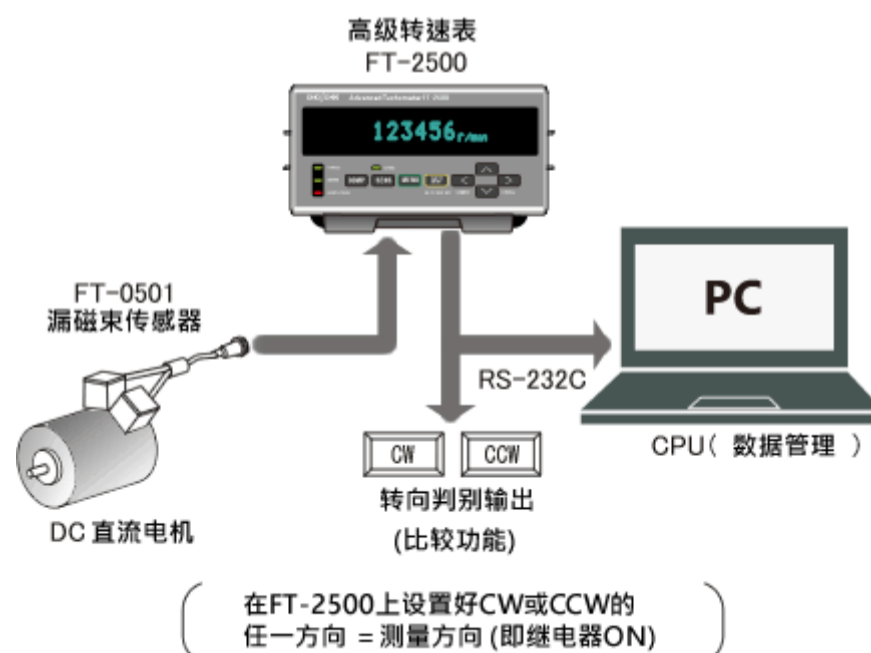 高级转速表
FT-2500
123456 r/min
FT-0501
漏磁束传感器
PC
RS-232C
CW
CCW
CPU( 数据管理 )
DC 直流电机
转向判别输出
(比较功能)
在FT-2500上设置好CW或CCW的
任一方向 = 测量方向 (即继电器ON)